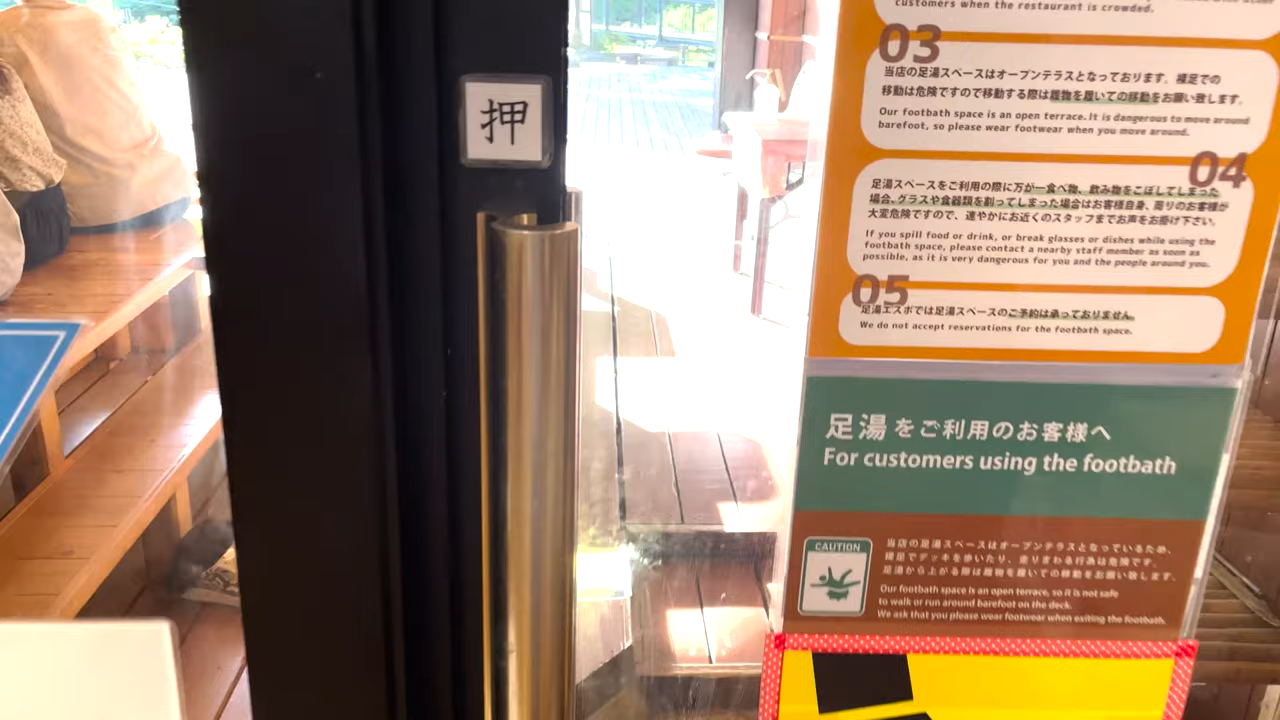 押
customers when the restaurant is crowded.
03
当店の足湯スペースはオープンテラスとなっております。裸足での
移動は危険ですので移動する際は履物を履いての移動をお願い致します。
Our footbath space is an open terrace. It is dangerous to move around
barefoot, so please wear footwear when you move around.
04
足湯スペースをご利用の際に万が一食べ物、飲み物をこぼしてしまった
場合、グラスや食器類を割ってしまった場合はお客様自身、周りのお客様が
大変危険ですので、速やかにお近くのスタッフまでお声をお掛け下さい。
If you spill food or drink, or break glasses or dishes while using the
footbath space, please contact a nearby staff member as soon as
possible, as it is very dangerous for you and the people around you.
05
足湯エスポでは足湯スペースのご予約は承っておりません。
We do not accept reservations for the footbath space.
足湯をご利用のお客様へ
For customers using the footbath
CAUTION
当店の足湯スペースはオープンテラスとなっているため、
裸足でデッキを歩いたり、走りまわる行為は危険です。
足湯から上がる際は履物を履いての移動をお願い致します。
Our footbath space is an open terrace, so it is not safe
to walk or run around barefoot on the deck.
We ask that you please wear footwear when exiting the footbath.